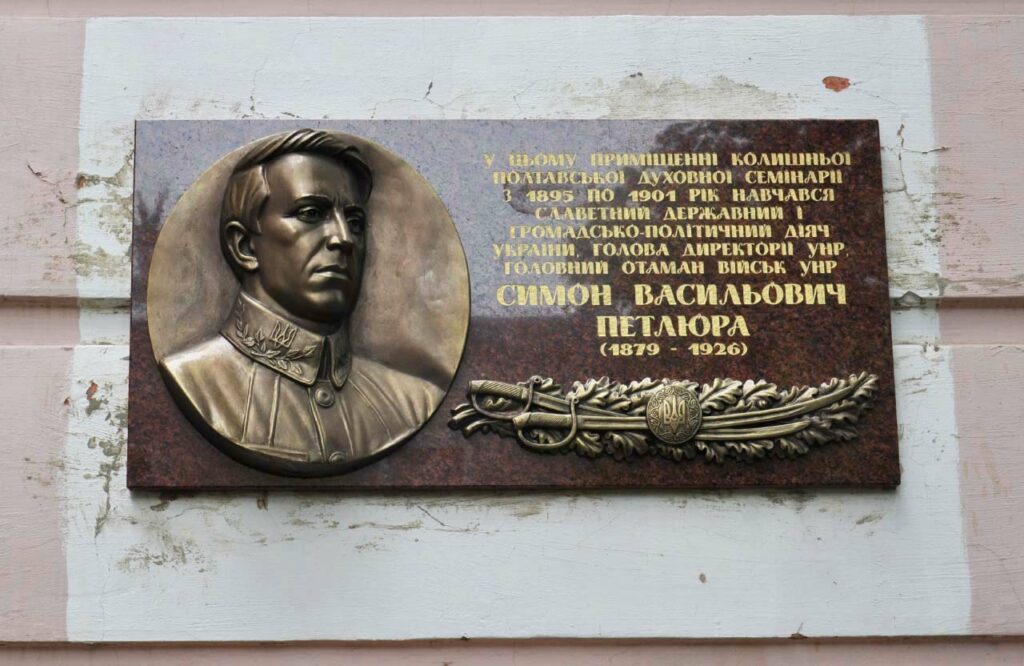 У ЦЬОМУ ПРИМІЩЕННІ КОЛИШНЬОЇ
ПОЛТАВСЬКОЇ ДУХОВНОЇ СЕМІНАРІЇ
З 1895 ПО 1901 РІК НАВЧАВСЯ
СЛАВЕТНИЙ ДЕРЖАВНИЙ І
ГРОМАДСЬКО-ПОЛІТИЧНИЙ ДІЯЧ
УКРАЇНИ, ГОЛОВА ДИРЕКТОРІЇ УНР,
ГОЛОВНИЙ ОТАМАН ВІЙСЬК УНР
СИМОН ВАСИЛЬОВИЧ
ПЕТЛЮРА
(1879 - 1926)